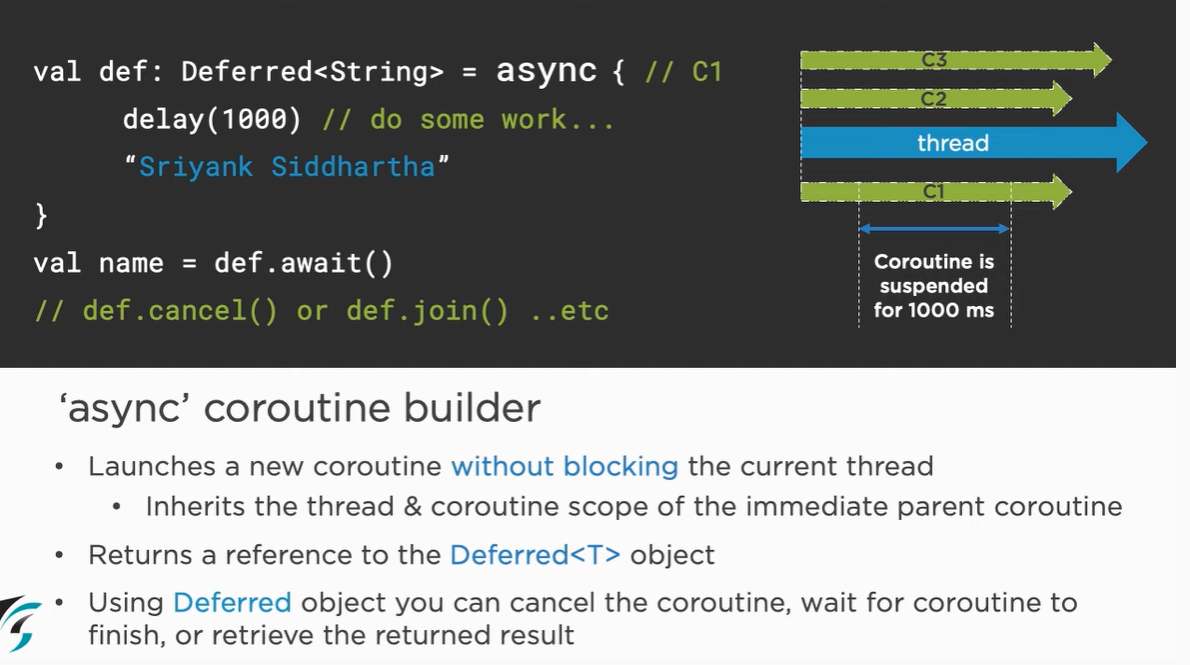 val def: Deferred<String> = async { // C1
delay(1000) // do some work...
“Sriyank Siddhartha”
}
val name = def.await()
// def.cancel() or def.join() ..etc
C3
C2
thread
C1
Coroutine is
suspended
for 1000 ms
‘async’ coroutine builder
• Launches a new coroutine without blocking the current thread
• Inherits the thread & coroutine scope of the immediate parent coroutine
• Returns a reference to the Deferred<T> object
• Using Deferred object you can cancel the coroutine, wait for coroutine to
finish, or retrieve the returned result